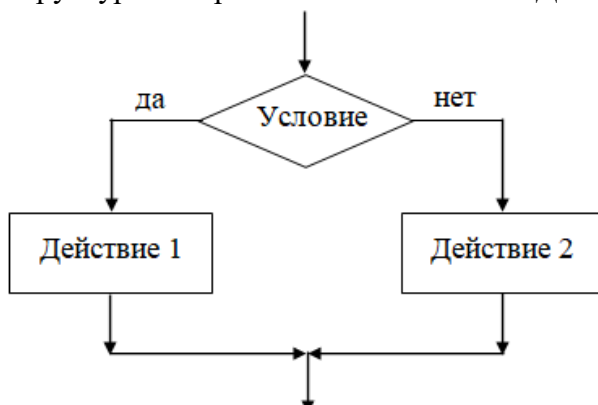 да
Условие
нет
Действие 1
Действие 2